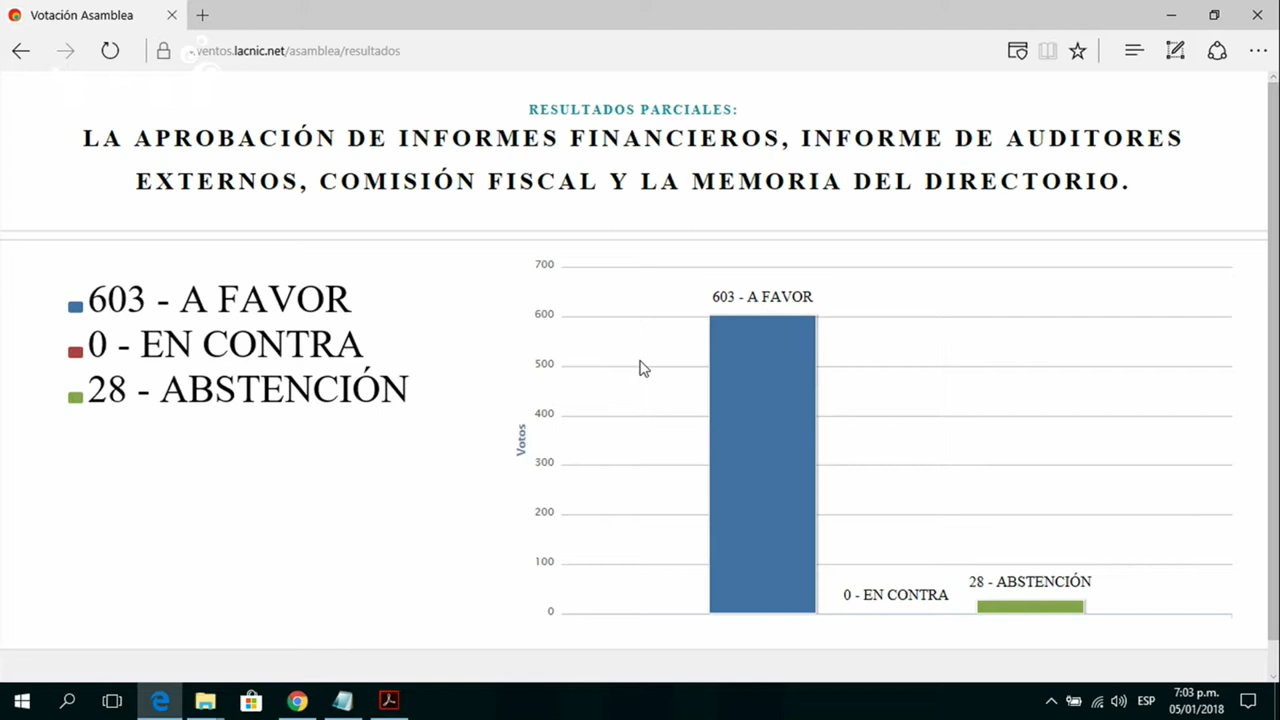 Votación Asamblea
ventos.lacnic.net/asamblea/resultados
RESULTADOS PARCIALES:
LA APROBACIÓN DE INFORMES FINANCIEROS, INFORME DE AUDITORES
EXTERNOS, COMISIÓN FISCAL Y LA MEMORIA DEL DIRECTORIO.
603 - A FAVOR
0 - EN CONTRA
28 - ABSTENCIÓN
700
600
500
400
300
200
100
0
Votos
603 - A FAVOR
0 - EN CONTRA
28 - ABSTENCIÓN
ESP
7:03 p.m.
05/01/2018